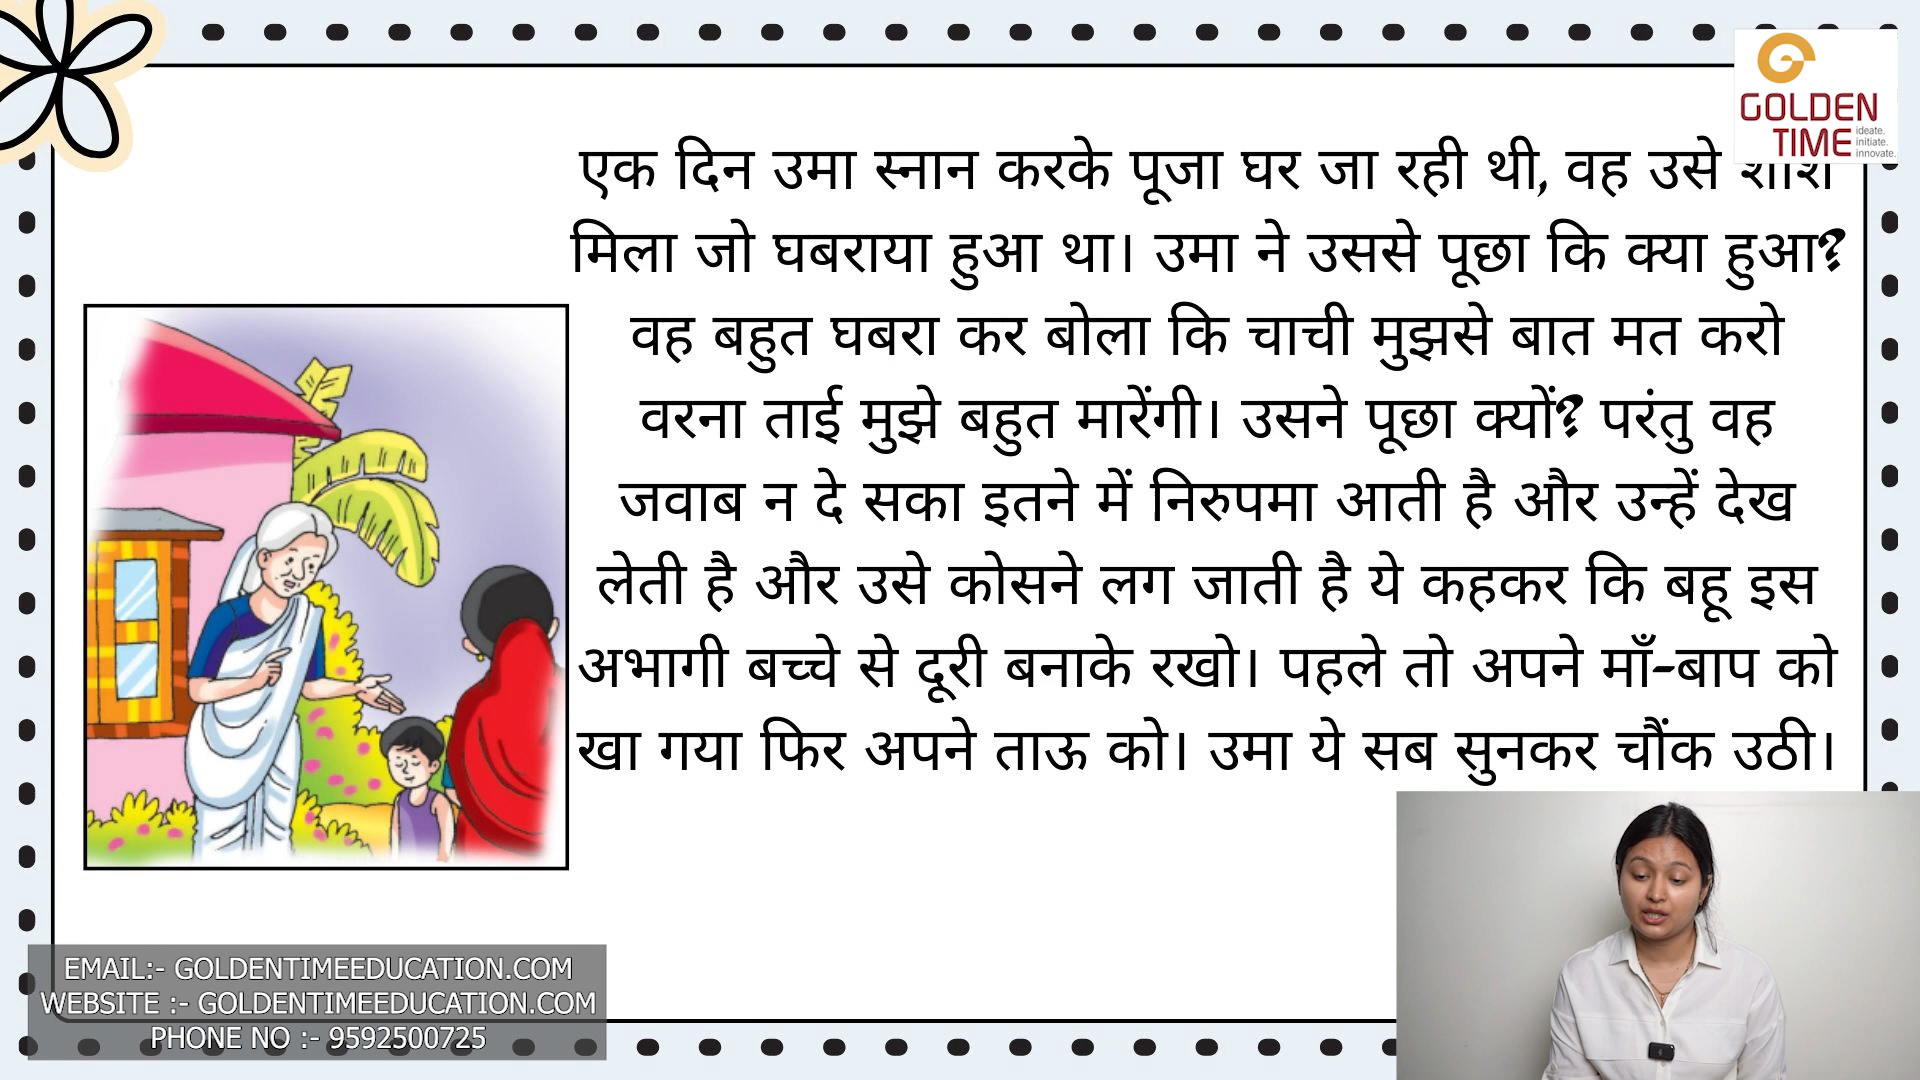 GOLDEN
TIME
ideate.
initiate.
innovate.
एक दिन उमा स्नान करके पूजा घर जा रही थी, वह उसे
मिला जो घबराया हुआ था। उमा ने उससे पूछा कि क्या हुआ?
वह बहुत घबरा कर बोला कि चाची मुझसे बात मत करो
वरना ताई मुझे बहुत मारेंगी। उसने पूछा क्यों? परंतु वह
जवाब न दे सका इतने में निरुपमा आती है और उन्हें देख
लेती है और उसे कोसने लग जाती है ये कहकर कि बहू इस
अभागी बच्चे से दूरी बनाके रखो। पहले तो अपने माँ-बाप को
खा गया फिर अपने ताऊ को। उमा ये सब सुनकर चौंक उठी।
EMAIL:- GOLDENTIMEEDUCATION.COM
WEBSITE :- GOLDENTIMEEDUCATION.COM
PHONE NO :- 9592500725